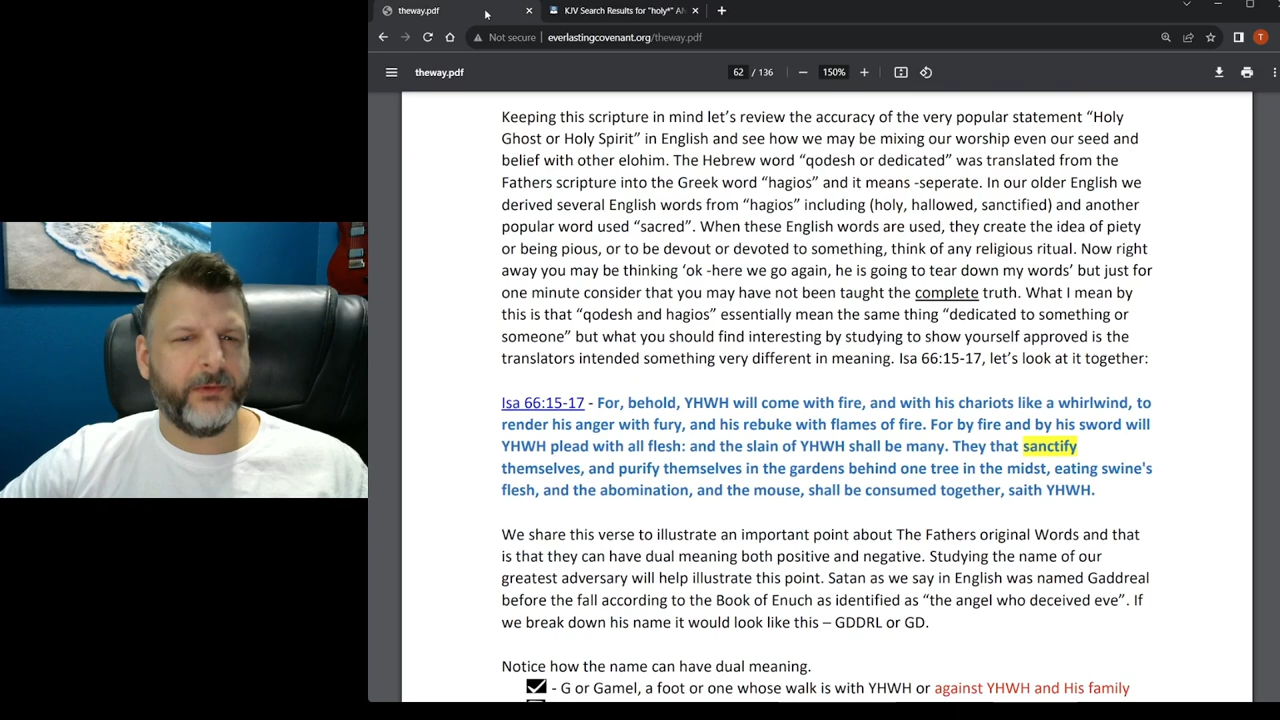 theway.pdf
KJV Search Results for "holy*" AN
Not secure
everlastingcovenant.org/theway.pdf
T
theway.pdf
62 / 136
150%
Keeping this scripture in mind let's review the accuracy of the very popular statement "Holy
Ghost or Holy Spirit" in English and see how we may be mixing our worship even our seed and
belief with other elohim. The Hebrew word "qodesh or dedicated" was translated from the
Fathers scripture into the Greek word "hagios" and it means -seperate. In our older English we
derived several English words from "hagios" including (holy, hallowed, sanctified) and another
popular word used "sacred". When these English words are used, they create the idea of piety
or being pious, or to be devout or devoted to something, think of any religious ritual. Now right
away you may be thinking 'ok -here we go again, he is going to tear down my words' but just for
one minute consider that you may have not been taught the complete truth. What I mean by
this is that "qodesh and hagios" essentially mean the same thing "dedicated to something or
someone" but what you should find interesting by studying to show yourself approved is the
translators intended something very different in meaning. Isa 66:15-17, let's look at it together:
Isa 66:15-17 - For, behold, YHWH will come with fire, and with his chariots like a whirlwind, to
render his anger with fury, and his rebuke with flames of fire. For by fire and by his sword will
YHWH plead with all flesh: and the slain of YHWH shall be many. They that sanctify
themselves, and purify themselves in the gardens behind one tree in the midst, eating swine's
flesh, and the abomination, and the mouse, shall be consumed together, saith YHWH.
We share this verse to illustrate an important point about The Fathers original Words and that
is that they can have dual meaning both positive and negative. Studying the name of our
greatest adversary will help illustrate this point. Satan as we say in English was named Gaddreal
before the fall according to the Book of Enuch as identified as "the angel who deceived eve". If
we break down his name it would look like this – GDDRL or GD.
Notice how the name can have dual meaning.
- G or Gamel, a foot or one whose walk is with YHWH or against YHWH and His family